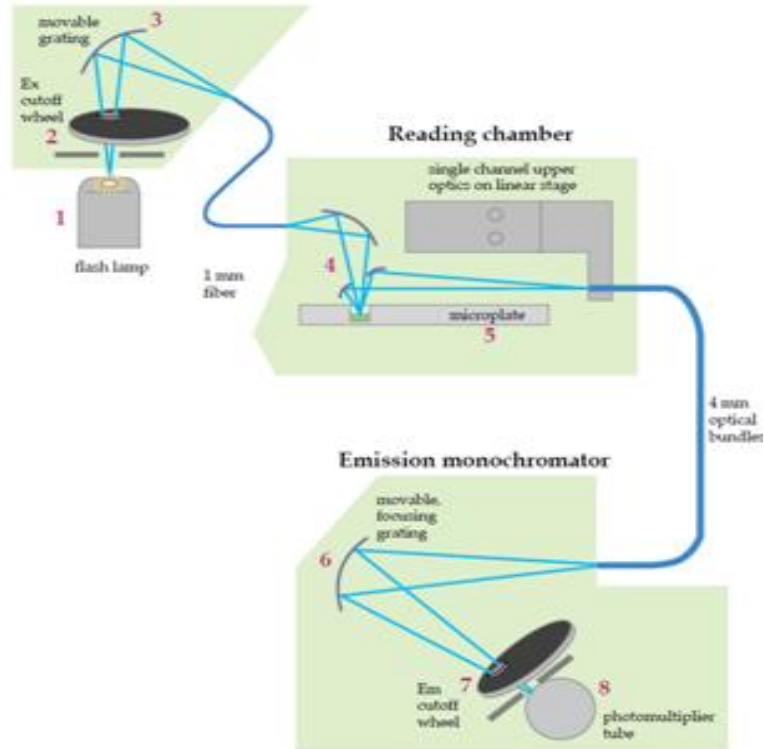 3
movable
grating
Ex
cutoff
wheel
2
1
flash lamp
1 mm
fiber
Reading chamber
single channel upper
optics on linear stage
4
microplate
5
4 mm
optical
bundles
Emission monochromator
movable,
focusing
grating
6
7
Em
cutoff
wheel
8
photomultiplier
tube